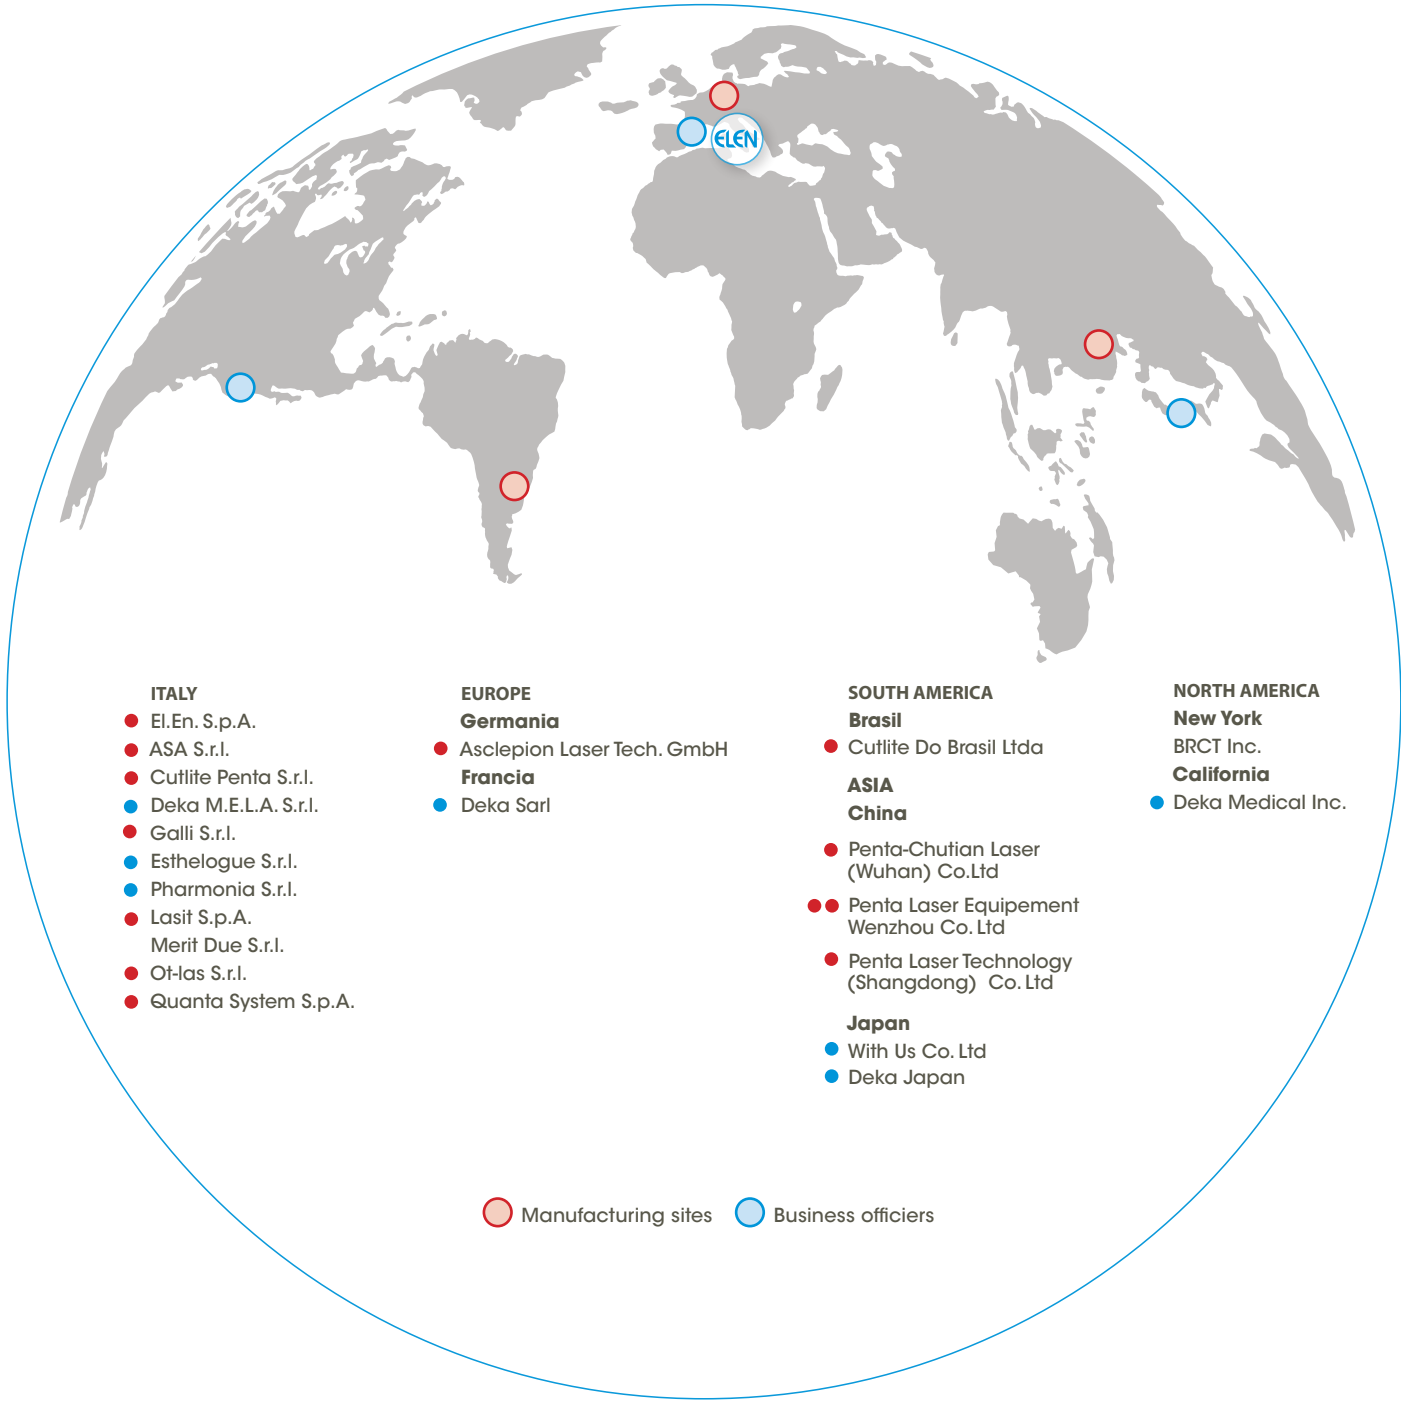 ELEN
ITALY
El.En. S.p.A.
ASA S.r.l.
Cutlite Penta S.r.l.
Deka M.E.L.A. S.r.l.
Galli S.r.l.
Esthelogue S.r.l.
Pharmonia S.r.l.
Lasit S.p.A.
Merit Due S.r.l.
Ot-las S.r.l.
Quanta System S.p.A.
EUROPE
Germania
Asclepion Laser Tech. GmbH
Francia
Deka Sarl
SOUTH AMERICA
Brasil
Cutlite Do Brasil Ltda
ASIA
China
Penta-Chutian Laser
(Wuhan) Co.Ltd
Penta Laser Equipement
Wenzhou Co. Ltd
Penta Laser Technology
(Shangdong) Co. Ltd
Japan
With Us Co. Ltd
Deka Japan
NORTH AMERICA
New York
BRCT Inc.
California
Deka Medical Inc.
Manufacturing sites
Business officiers